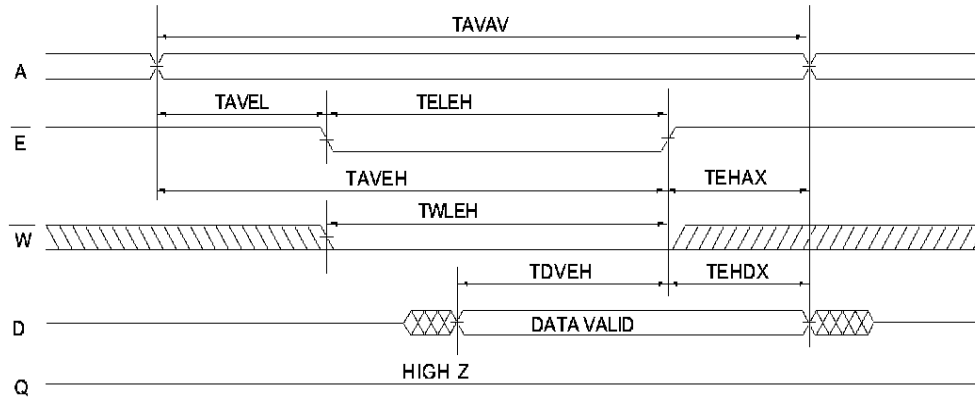 TAVAV
A
TAVEL TELEH
E
TAVEH TEHAX
TWLEH
W
TDVEH TEHDX
D DATA VALID
HIGH Z
Q